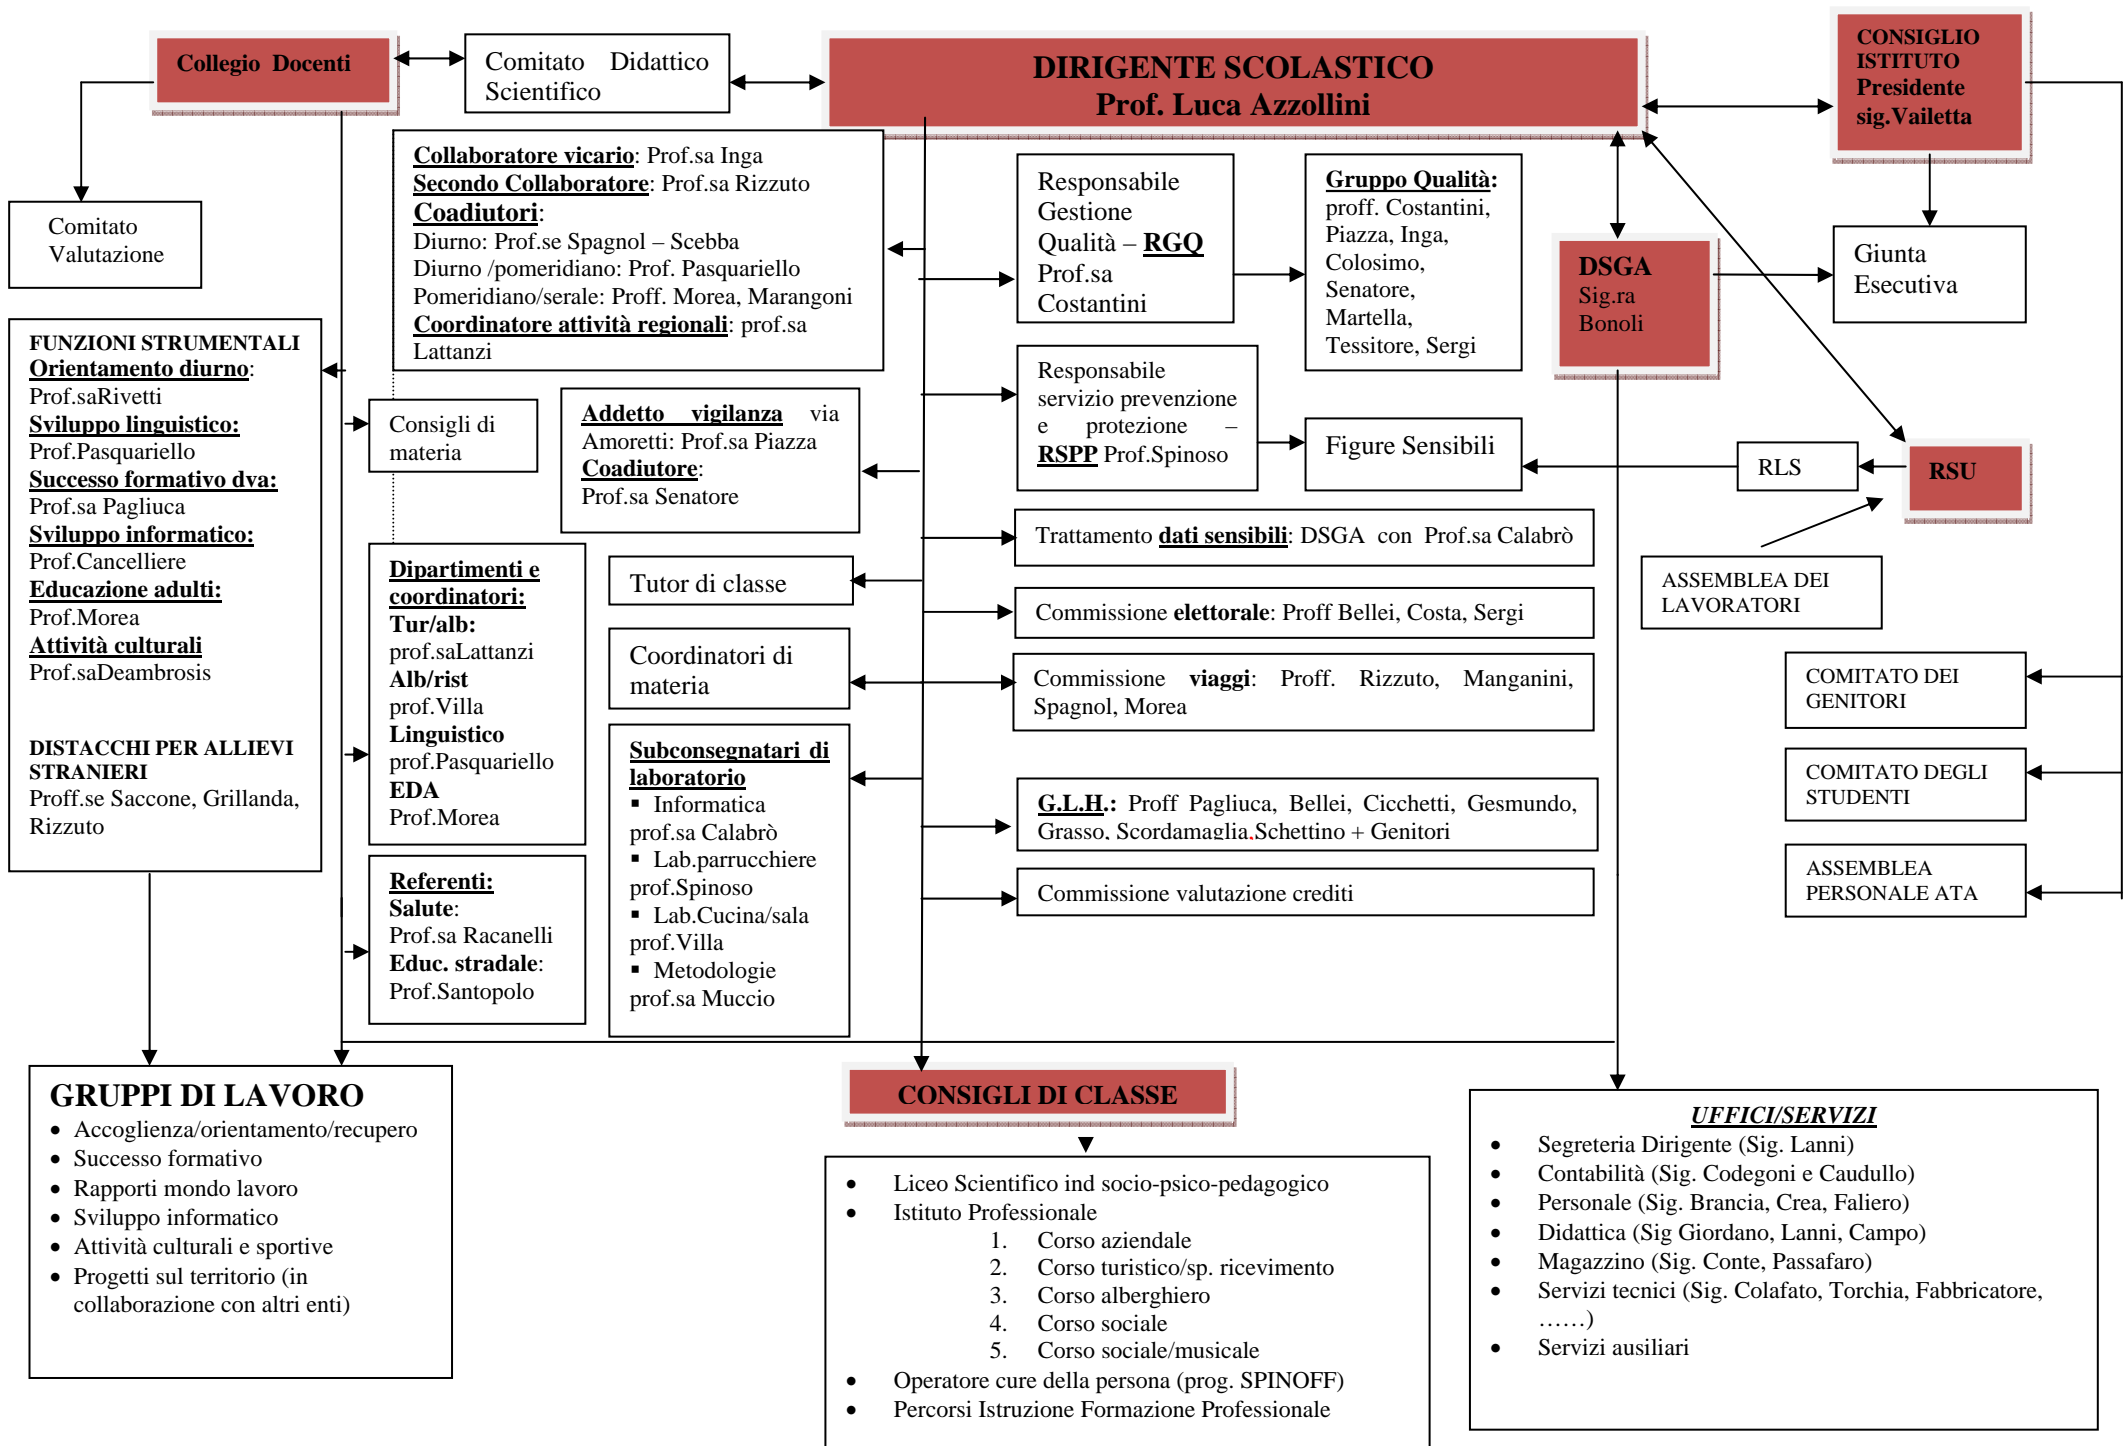 Collegio Docenti
Comitato Didattico
Scientifico
DIRIGENTE SCOLASTICO
Prof. Luca Azzollini
CONSIGLIO
ISTITUTO
Presidente
sig.Vailetta
Comitato
Valutazione
Collaboratore vicario: Prof.sa Inga
Secondo Collaboratore: Prof.sa Rizzuto
Coadiutori:
Diurno: Prof.se Spagnol – Scebba
Diurno /pomeridiano: Prof. Pasquariello
Pomeridiano/serale: Proff. Morea, Marangoni
Coordinatore attività regionali: prof.sa
Lattanzi
Responsabile
Gestione
Qualità – RGQ
Prof.sa
Costantini
Gruppo Qualità:
proff. Costantini,
Piazza, Inga,
Colosimo,
Senatore,
Martella,
Tessitore, Sergi
DSGA
Sig.ra
Bonoli
Giunta
Esecutiva
FUNZIONI STRUMENTALI
Orientamento diurno:
Prof.saRivetti
Sviluppo linguistico:
Prof.Pasquariello
Successo formativo dva:
Prof.sa Pagliuca
Sviluppo informatico:
Prof.Cancelliere
Educazione adulti:
Prof.Morea
Attività culturali
Prof.saDeambrosis
DISTACCHI PER ALLIEVI
STRANIERI
Proff.se Saccone, Grillanda,
Rizzuto
Consigli di
materia
Addetto vigilanza via
Amoretti: Prof.sa Piazza
Coadiutore:
Prof.sa Senatore
Responsabile
servizio prevenzione
e protezione –
RSPP Prof.Spinoso
Figure Sensibili
RLS
RSU
Trattamento dati sensibili: DSGA con Prof.sa Calabrò
ASSEMBLEA DEI
LAVORATORI
Dipartimenti e
coordinatori:
Tur/alb:
prof.saLattanzi
Alb/rist
prof.Villa
Linguistico
prof.Pasquariello
EDA
Prof.Morea
Tutor di classe
Commissione elettorale: Proff Bellei, Costa, Sergi
Coordinatori di
materia
Commissione viaggi: Proff. Rizzuto, Manganini,
Spagnol, Morea
COMITATO DEI
GENITORI
Subconsegnatari di
laboratorio
▪ Informatica
prof.sa Calabrò
▪ Lab.parrucchiere
prof.Spinoso
▪ Lab.Cucina/sala
prof.Villa
▪ Metodologie
prof.sa Muccio
G.L.H.: Proff Pagliuca, Bellei, Cicchetti, Gesmundo,
Grasso, Scordamaglia,Schettino + Genitori
COMITATO DEGLI
STUDENTI
Commissione valutazione crediti
ASSEMBLEA
PERSONALE ATA
Referenti:
Salute:
Prof.sa Racanelli
Educ. stradale:
Prof.Santopolo
GRUPPI DI LAVORO
• Accoglienza/orientamento/recupero
• Successo formativo
• Rapporti mondo lavoro
• Sviluppo informatico
• Attività culturali e sportive
• Progetti sul territorio (in
collaborazione con altri enti)
CONSIGLI DI CLASSE
• Liceo Scientifico ind socio-psico-pedagogico
• Istituto Professionale
1. Corso aziendale
2. Corso turistico/sp. ricevimento
3. Corso alberghiero
4. Corso sociale
5. Corso sociale/musicale
• Operatore cure della persona (prog. SPINOFF)
• Percorsi Istruzione Formazione Professionale
UFFICI/SERVIZI
• Segreteria Dirigente (Sig. Lanni)
• Contabilità (Sig. Codegoni e Caudullo)
• Personale (Sig. Brancia, Crea, Faliero)
• Didattica (Sig Giordano, Lanni, Campo)
• Magazzino (Sig. Conte, Passafaro)
• Servizi tecnici (Sig. Colafato, Torchia, Fabbricatore,
……)
• Servizi ausiliari